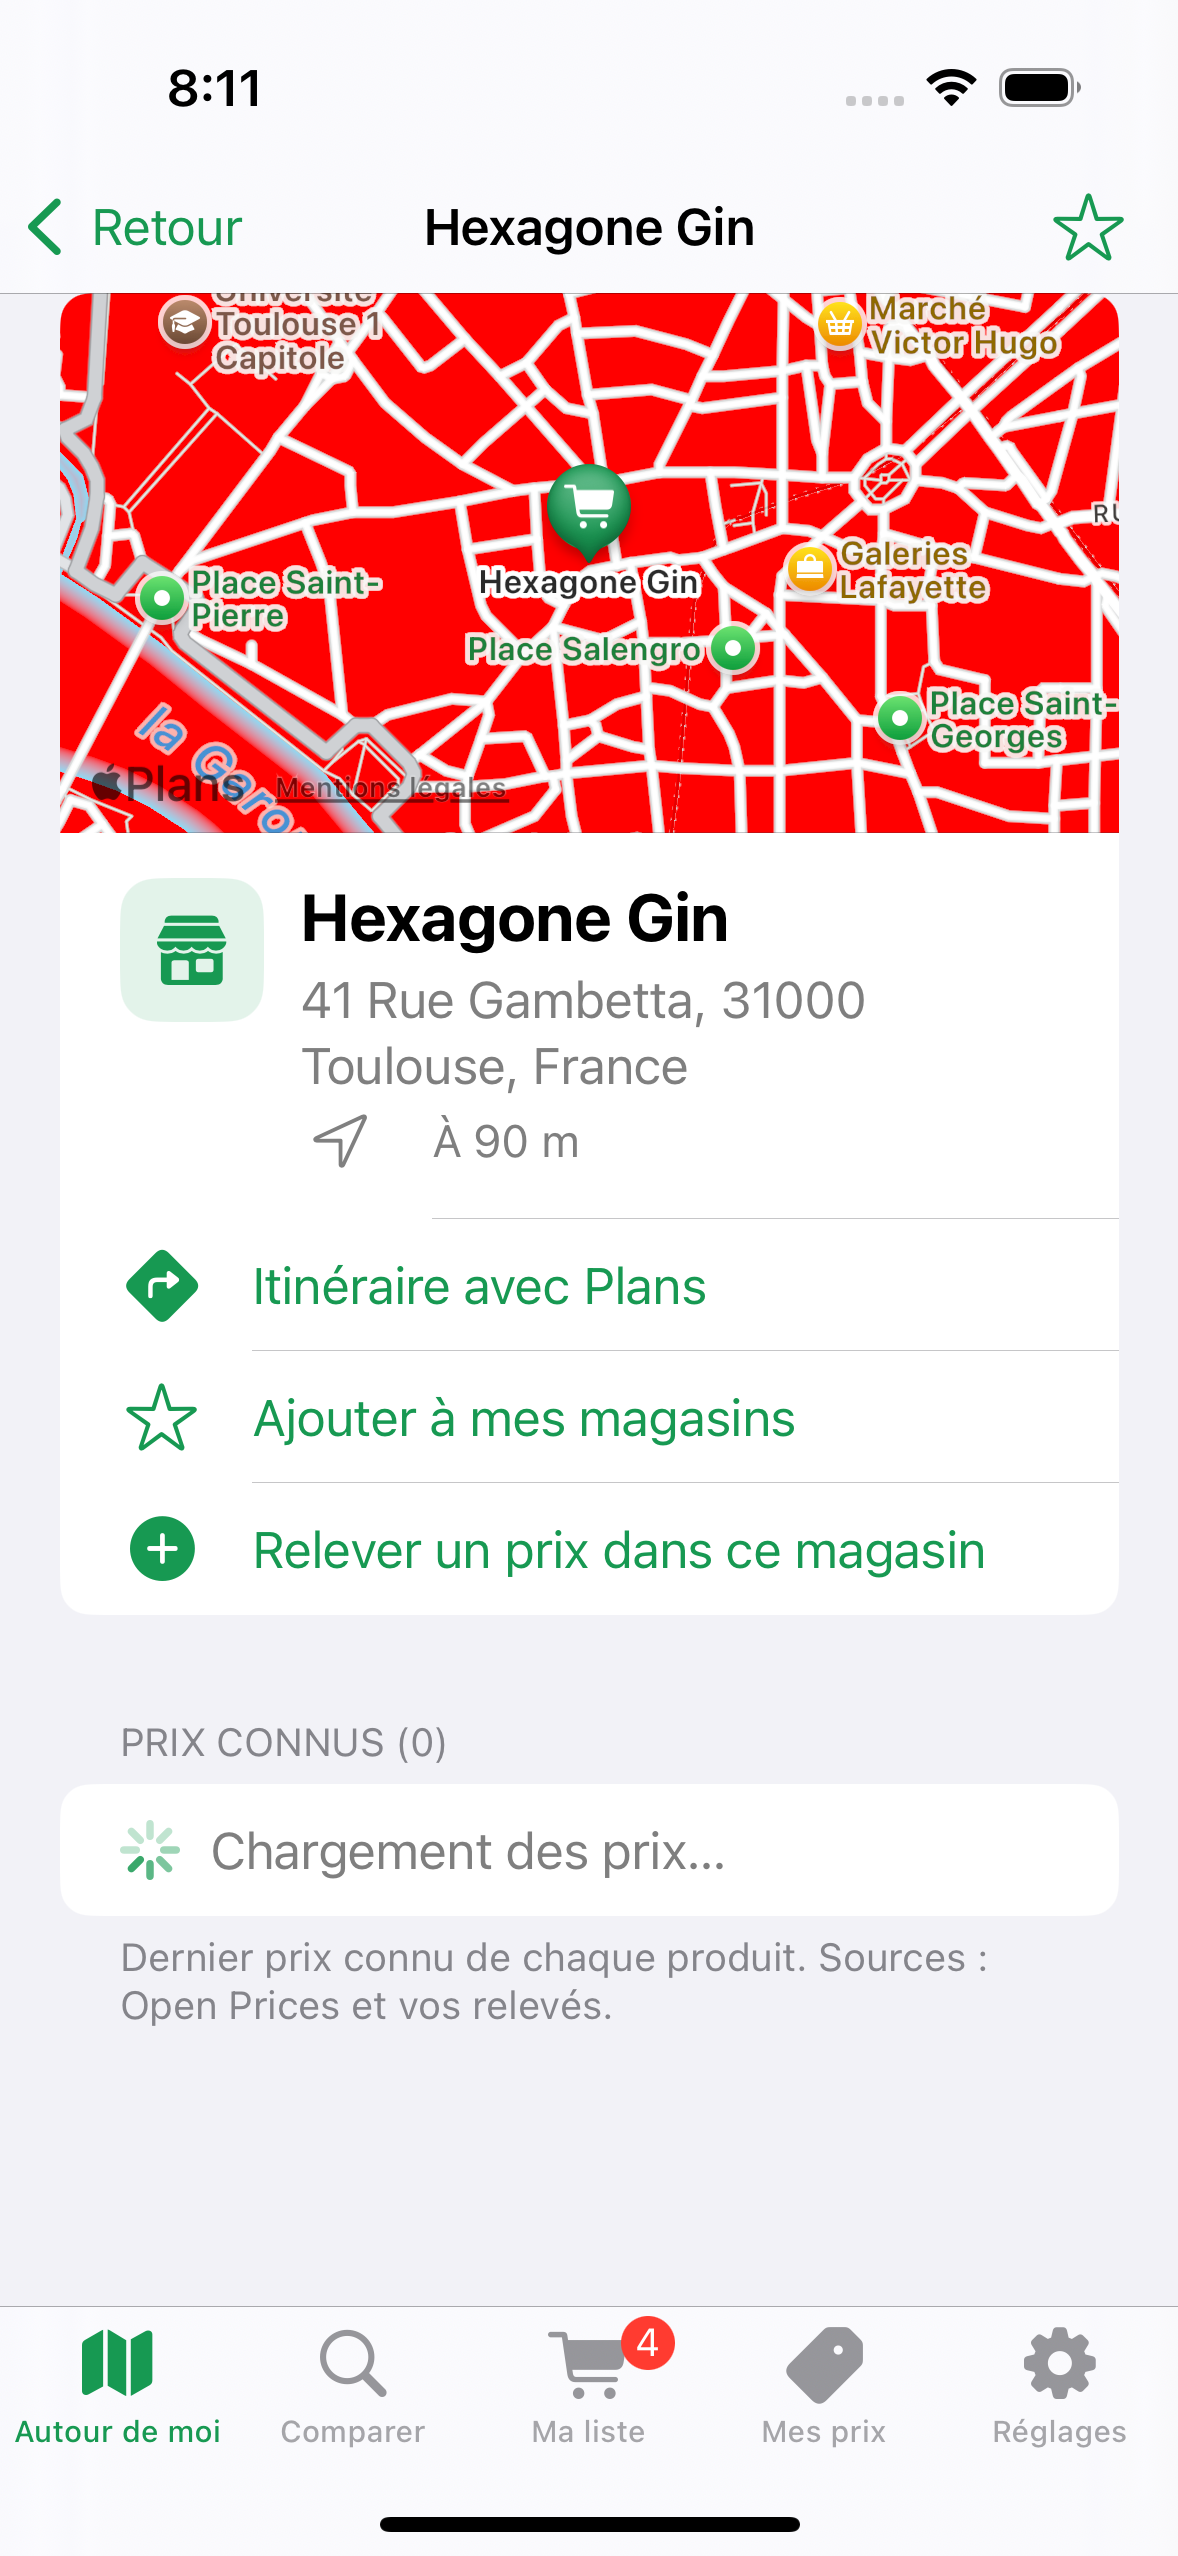 8:11
Retour
Hexagone Gin
Université
Toulouse 1
Capitole
Marché
Victor Hugo
Galeries
Lafayette
Hexagone Gin
Place Saint-
Pierre
Place Salengro
Place Saint-
Georges
la Garo
Plans
Mentions légales
Hexagone Gin
41 Rue Gambetta, 31000
Toulouse, France
À 90 m
Itinéraire avec Plans
Ajouter à mes magasins
Relever un prix dans ce magasin
PRIX CONNUS (0)
Chargement des prix...
Dernier prix connu de chaque produit. Sources :
Open Prices et vos relevés.
4
Autour de moi
Comparer
Ma liste
Mes prix
Réglages